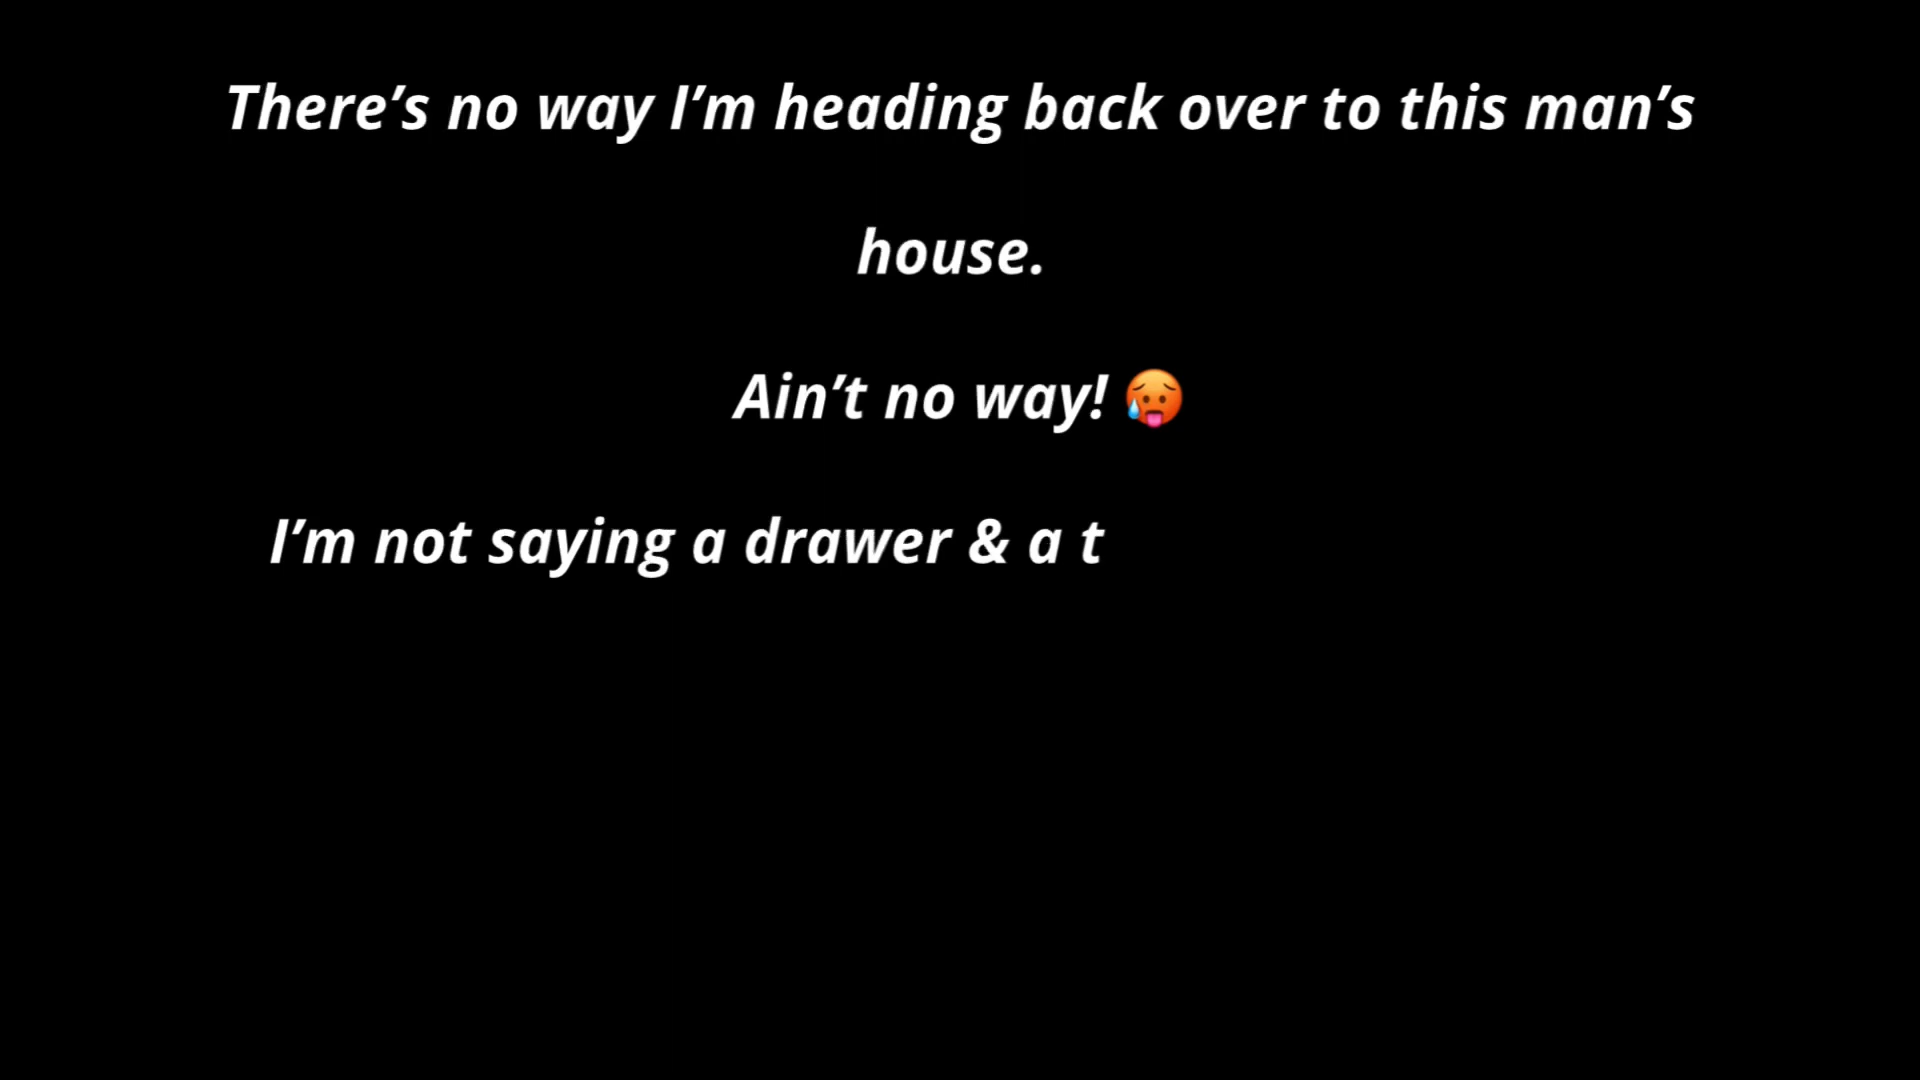 There’s no way I’m heading back over to this man’s
house.
Ain’t no way! 🥵
I’m not saying a drawer & a t